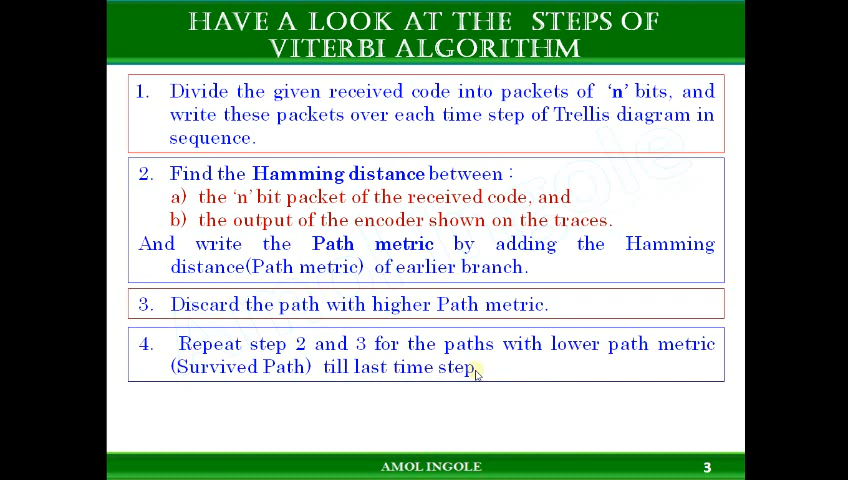 HAVE A LOOK AT THE STEPS OF
VITERBI ALGORITHM
1. Divide the given received code into packets of ‘n’ bits, and
write these packets over each time step of Trellis diagram in
sequence.
2. Find the Hamming distance between :
a) the ‘n’ bit packet of the received code, and
b) the output of the encoder shown on the traces.
And write the Path metric by adding the Hamming
distance(Path metric) of earlier branch.
3. Discard the path with higher Path metric.
4. Repeat step 2 and 3 for the paths with lower path metric
(Survived Path) till last time step
AMOL INGOLE
3